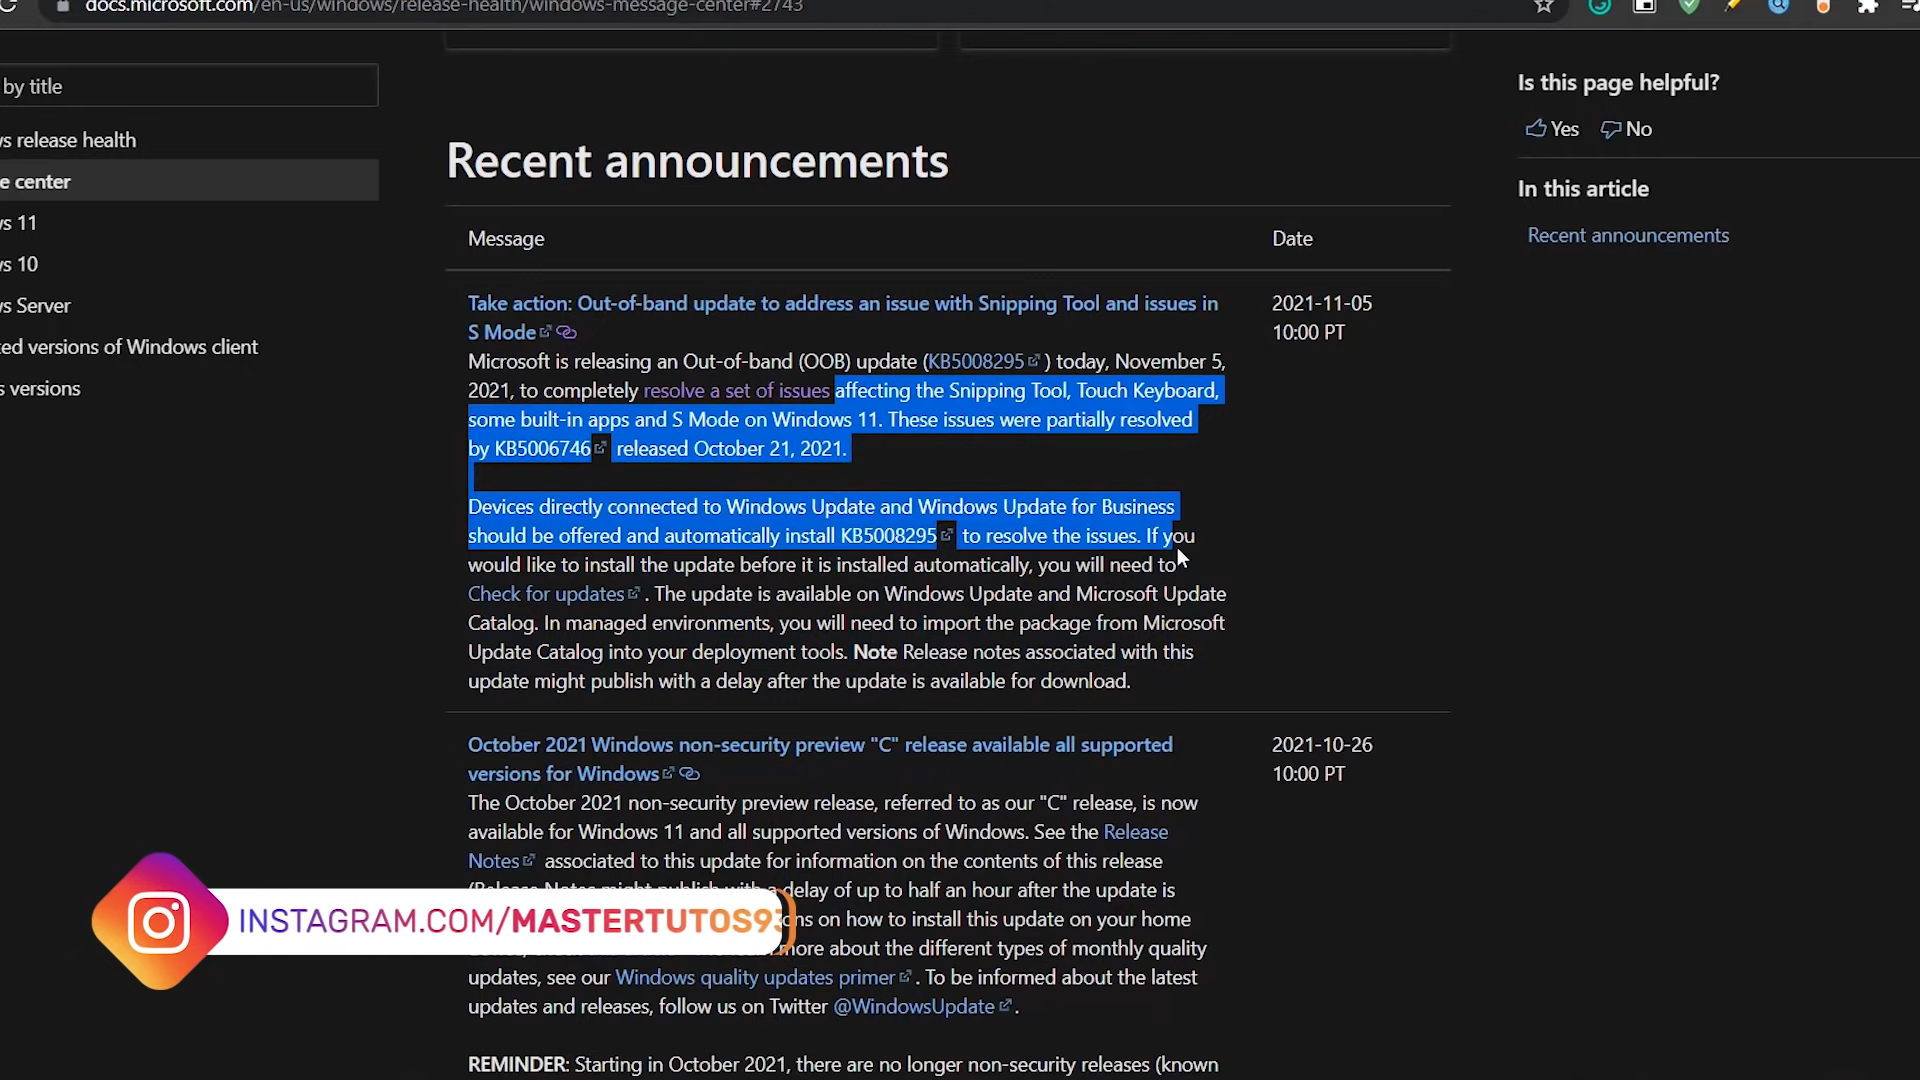 docs.microsoft.com/en-us/windows/release-health/windows-message-center#2743
by title
s release health
e center
s 11
s 10
s Server
ed versions of Windows client
s versions
Recent announcements
Message
Date
Take action: Out-of-band update to address an issue with Snipping Tool and issues in
S Mode
2021-11-05
10:00 PT
Microsoft is releasing an Out-of-band (OOB) update (KB5008295 ) today, November 5,
2021, to completely resolve a set of issues affecting the Snipping Tool, Touch Keyboard,
some built-in apps and S Mode on Windows 11. These issues were partially resolved
by KB5006746 released October 21, 2021.
Devices directly connected to Windows Update and Windows Update for Business
should be offered and automatically install KB5008295 to resolve the issues. If you
would like to install the update before it is installed automatically, you will need to
Check for updates . The update is available on Windows Update and Microsoft Update
Catalog. In managed environments, you will need to import the package from Microsoft
Update Catalog into your deployment tools. Note Release notes associated with this
update might publish with a delay after the update is available for download.
October 2021 Windows non-security preview "C" release available all supported
versions for Windows
2021-10-26
10:00 PT
The October 2021 non-security preview release, referred to as our "C" release, is now
available for Windows 11 and all supported versions of Windows. See the Release
Notes associated to this update for information on the contents of this release
(Release Notes might publish with a delay of up to half an hour after the update is
ons on how to install this update on your home
more about the different types of monthly quality
updates, see our Windows quality updates primer . To be informed about the latest
updates and releases, follow us on Twitter @WindowsUpdate .
REMINDER: Starting in October 2021, there are no longer non-security releases (known
Is this page helpful?
Yes No
In this article
Recent announcements
INSTAGRAM.COM/MASTERTUTOS93